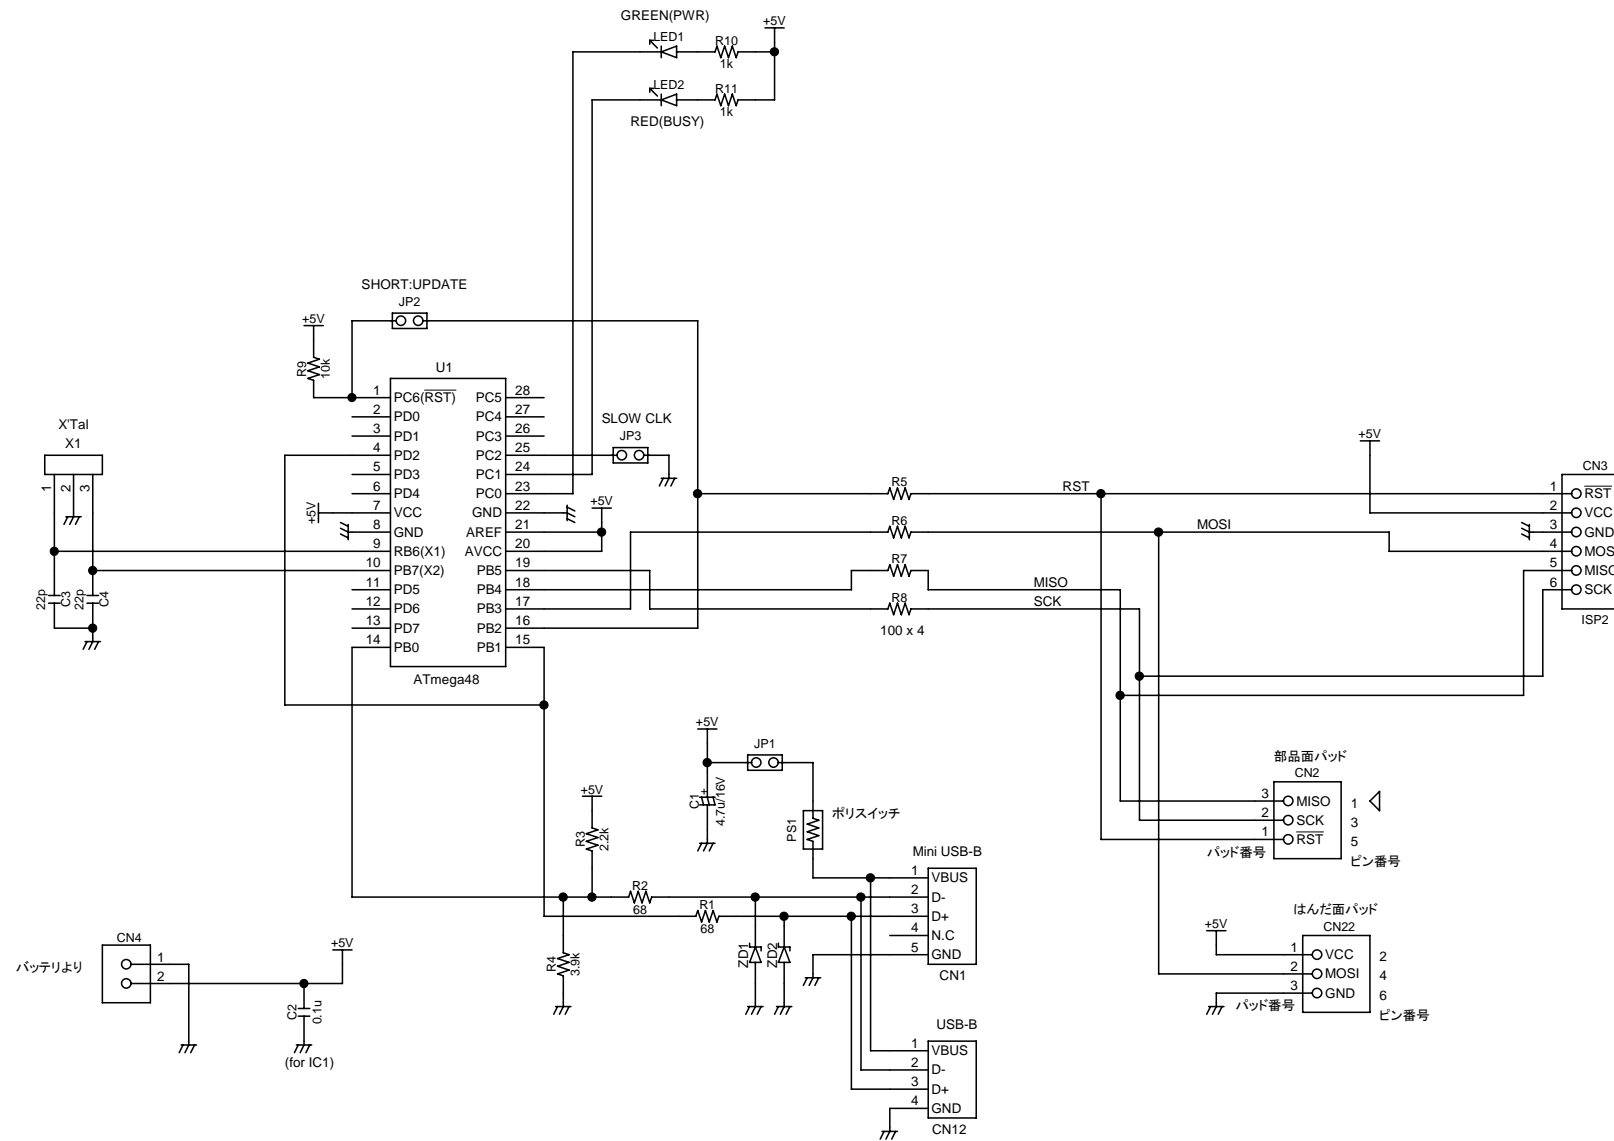 GREEN(PWR)
+5V
LED1
R10
1k
LED2
R11
1k
RED(BUSY)
SHORT:UPDATE
JP2
+5V
R9
10k
U1
1
PC6(RST)
PC5
28
2
PD0
PC4
27
3
PD1
PC3
26
4
PD2
PC2
25
5
PD3
PC1
24
6
PD4
PC0
23
7
VCC
GND
22
8
GND
AREF
21
9
RB6(X1)
AVCC
20
10
PB7(X2)
PB5
19
11
PD5
PB4
18
12
PD6
PB3
17
13
PD7
PB2
16
14
PB0
PB1
15
ATmega48
+5V
+5V
SLOW CLK
JP3
X'Tal
X1
1
2
3
22p
C3
22p
C4
R5
RST
R6
MOSI
R7
MISO
R8
SCK
100 x 4
+5V
CN3
1
RST
2
VCC
3
GND
4
MOSI
5
MISO
6
SCK
ISP2
+5V
JP1
C1
+
4.7u/16V
PS1
ポリスイッチ
+5V
R3
2.2k
R2
68
R1
68
R4
3.9k
ZD1
ZD2
Mini USB-B
1
VBUS
2
D-
3
D+
4
N.C
5
GND
CN1
USB-B
1
VBUS
2
D-
3
D+
4
GND
CN12
部品面パッド
CN2
3
MISO
1
2
SCK
3
1
RST
5
パッド番号
ピン番号
はんだ面パッド
CN22
+5V
1
VCC
2
2
MOSI
4
3
GND
6
パッド番号
ピン番号
CN4
バッテリより
1
2
+5V
C2
0.1u
(for IC1)